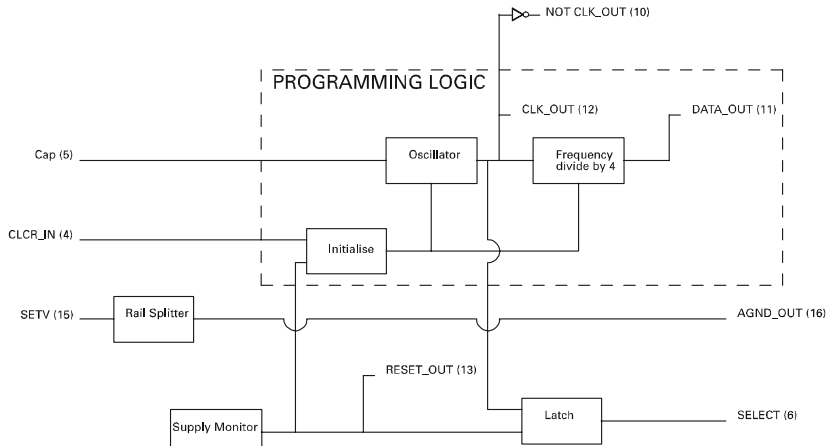 NOT CLK_OUT (10)
PROGRAMMING LOGIC
CLK_OUT (12)
DATA_OUT (11)
Cap (5)
Oscillator
Frequency
divide by 4
CLCR_IN (4)
Initialise
SETV (15)
Rail Splitter
AGND_OUT (16)
RESET_OUT (13)
Supply Monitor
Latch
SELECT (6)